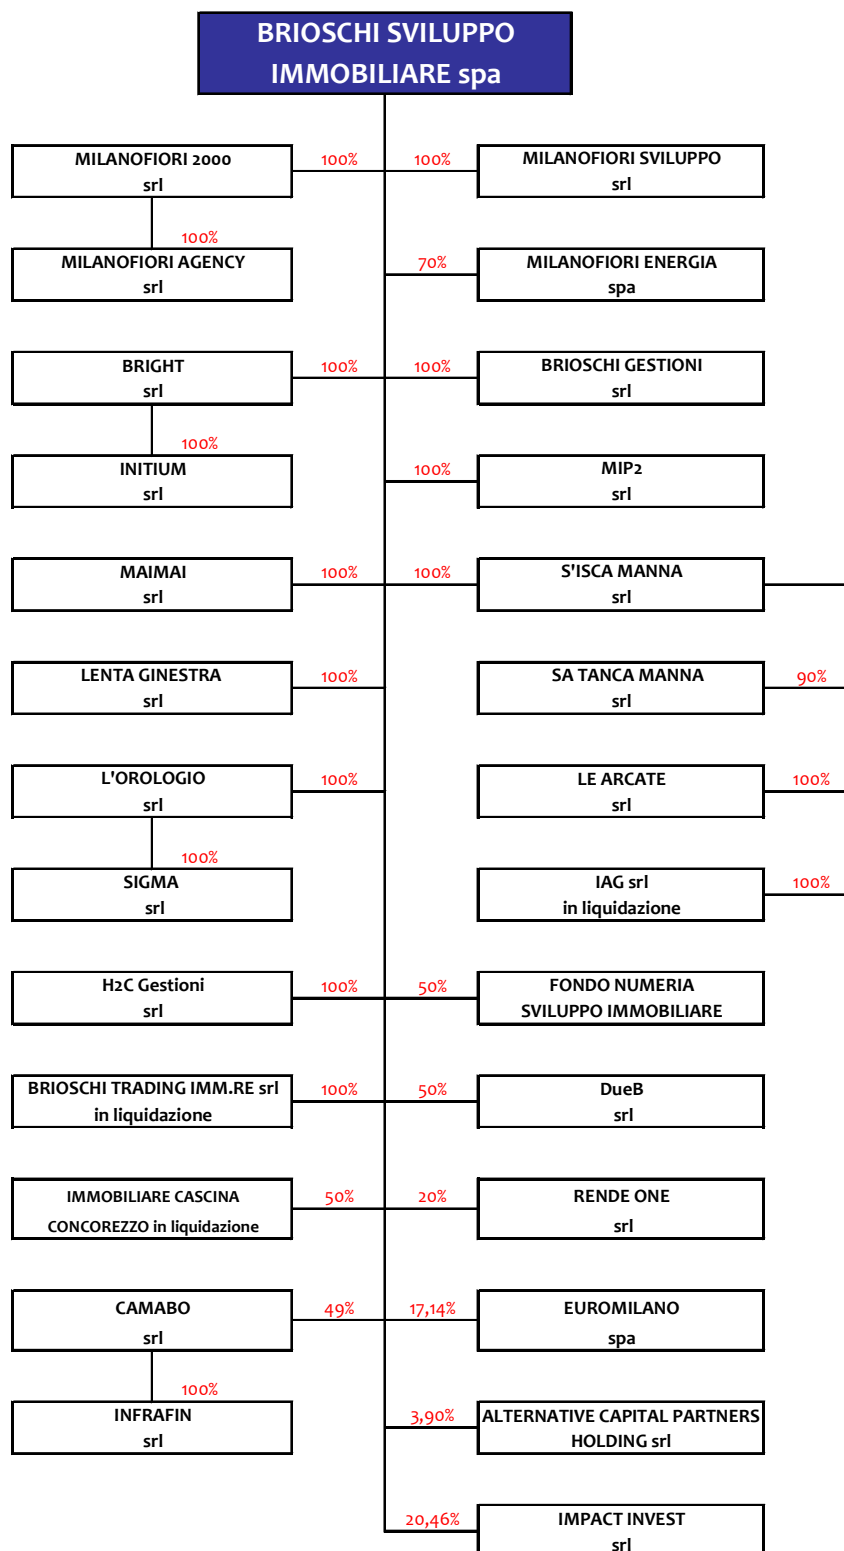 BRIOSCHI SVILUPPO
IMMOBILIARE spa
MILANOFIORI 2000
srl
100%
100%
MILANOFIORI SVILUPPO
srl
100%
MILANOFIORI AGENCY
srl
70%
MILANOFIORI ENERGIA
spa
BRIGHT
srl
100%
100%
BRIOSCHI GESTIONI
srl
100%
INITIUM
srl
100%
MIP2
srl
MAIMAI
srl
100%
100%
S'ISCA MANNA
srl
LENTA GINESTRA
srl
100%
SA TANCA MANNA
srl
90%
L'OROLOGIO
srl
100%
LE ARCATE
srl
100%
100%
SIGMA
srl
IAG srl
in liquidazione
100%
H2C Gestioni
srl
100%
50%
FONDO NUMERIA
SVILUPPO IMMOBILIARE
BRIOSCHI TRADING IMM.RE srl
in liquidazione
100%
50%
DueB
srl
IMMOBILIARE CASCINA
CONCOREZZO in liquidazione
50%
20%
RENDE ONE
srl
CAMABO
srl
49%
17,14%
EUROMILANO
spa
100%
INFRAFIN
srl
3,90%
ALTERNATIVE CAPITAL PARTNERS
HOLDING srl
20,46%
IMPACT INVEST
srl